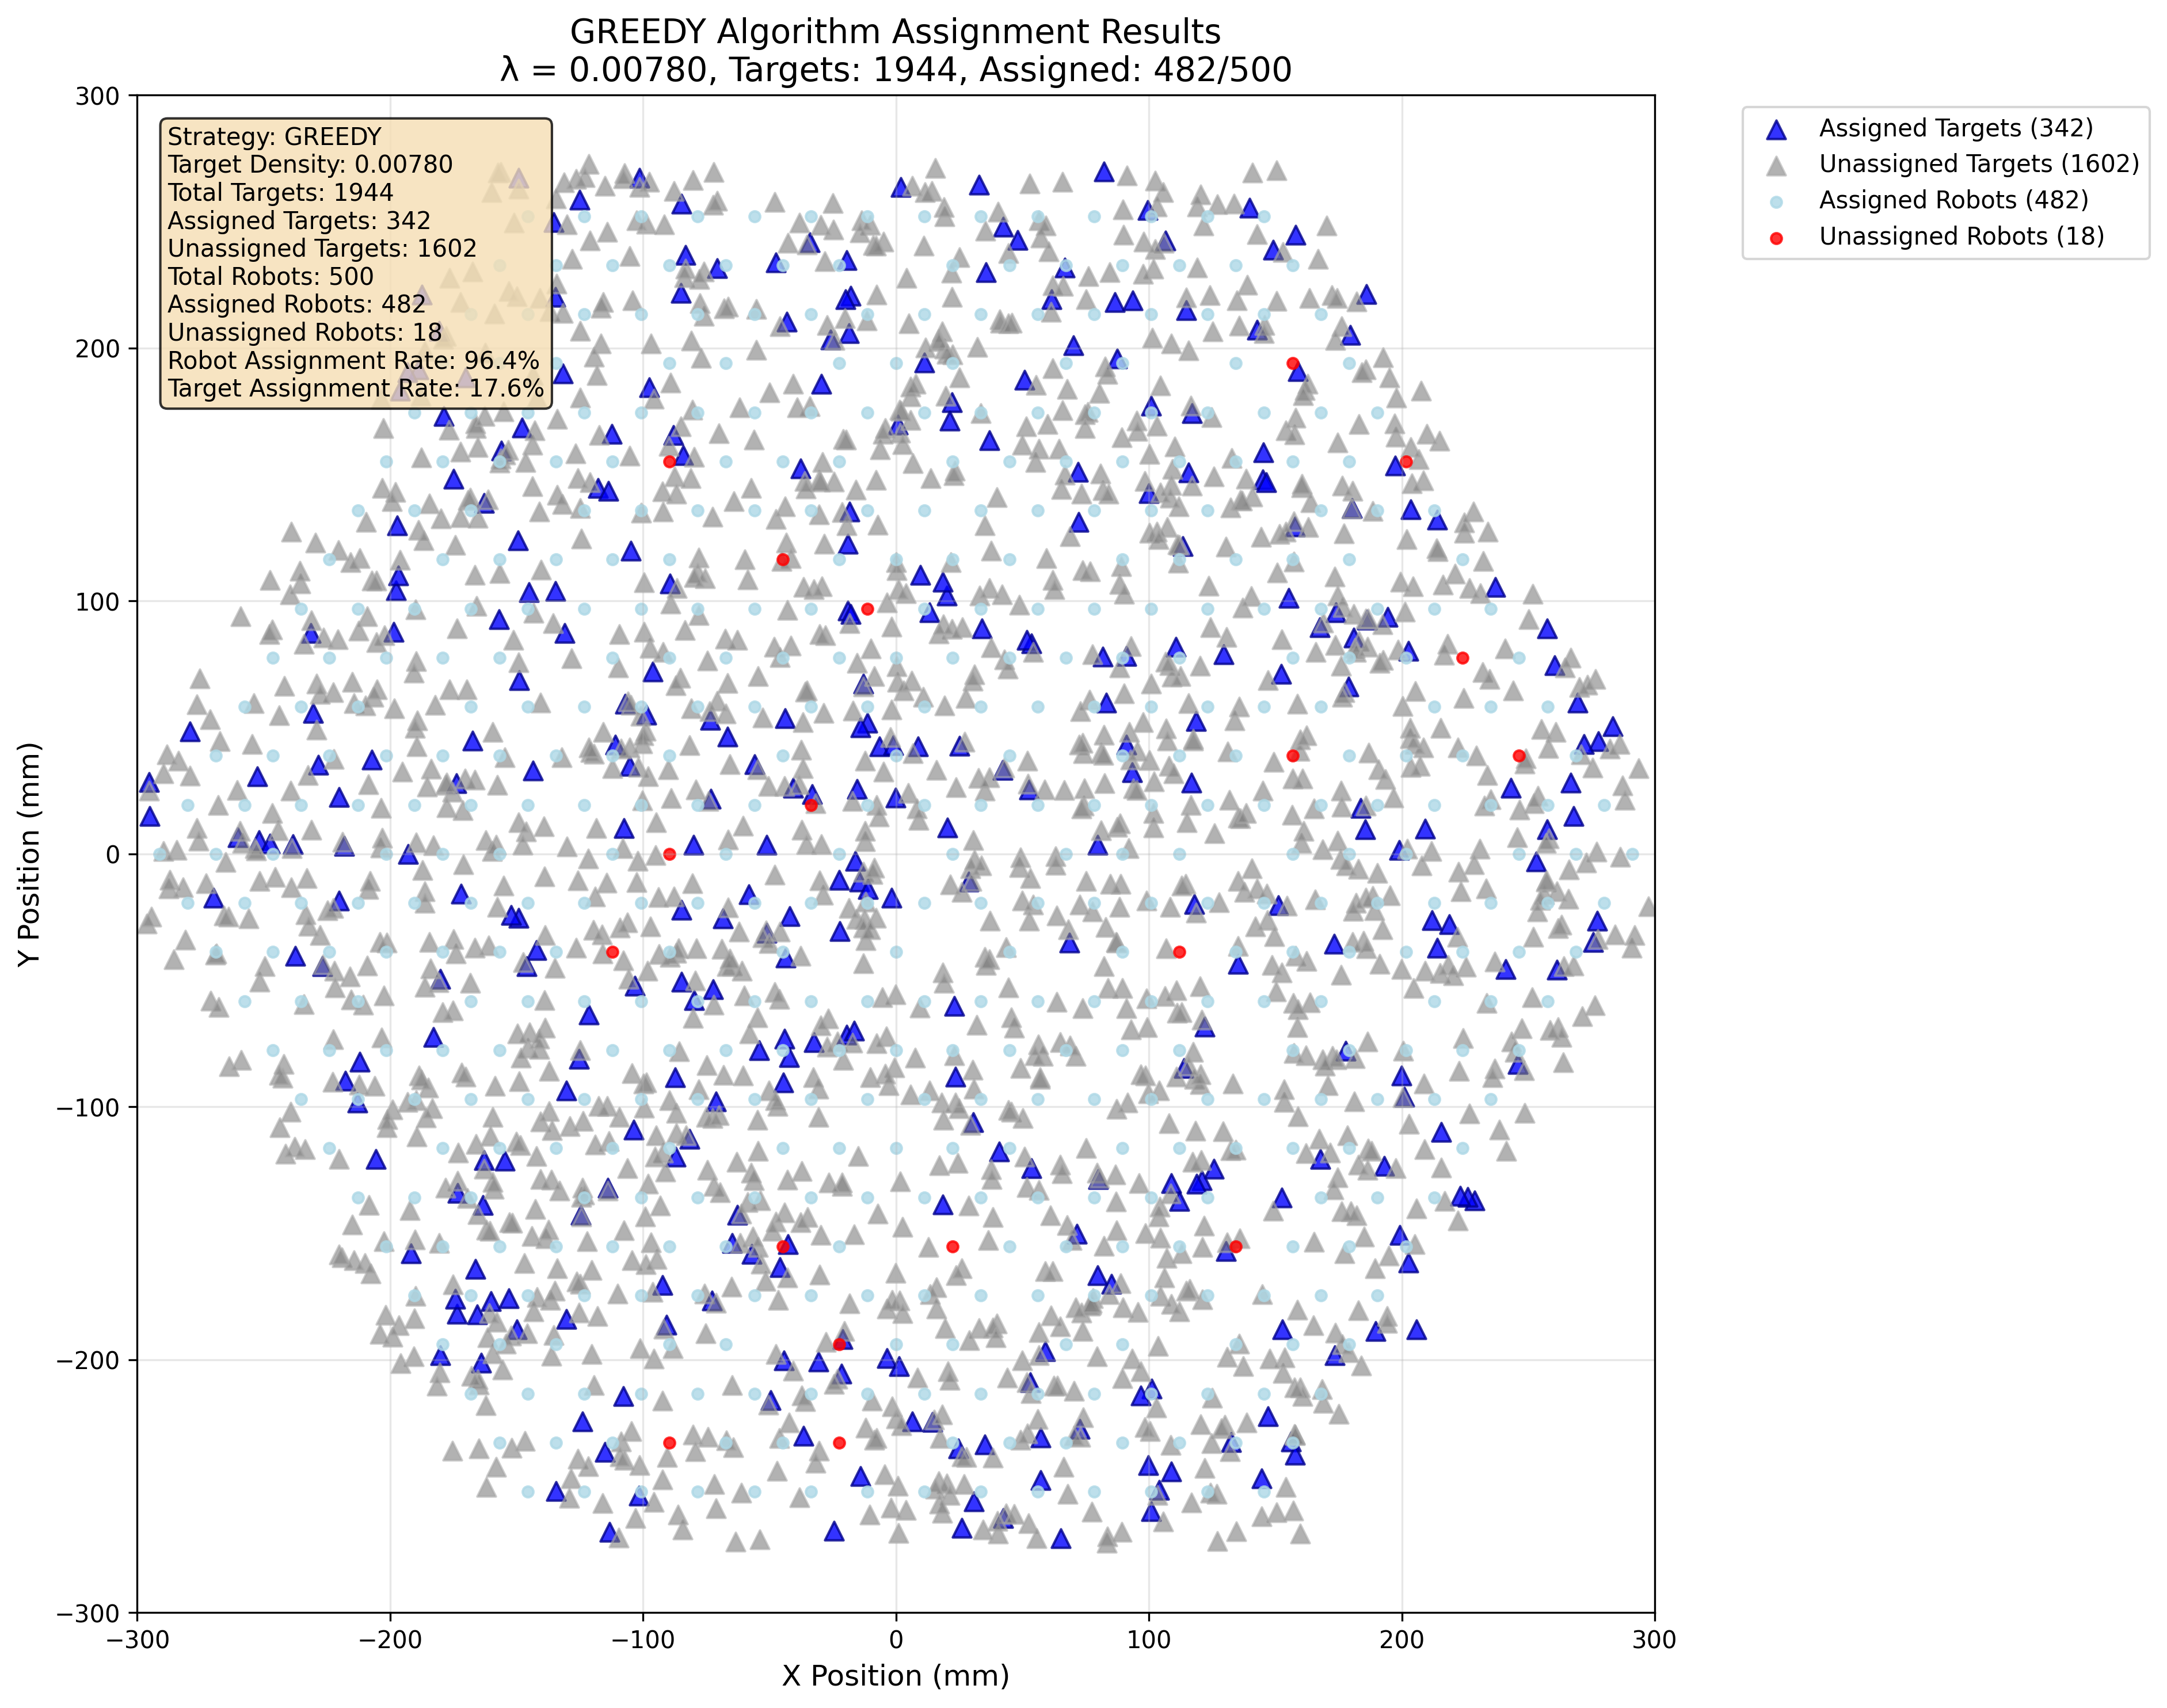 GREEDY Algorithm Assignment Results
λ = 0.00780, Targets: 1944, Assigned: 482/500
Strategy: GREEDY
Target Density: 0.00780
Total Targets: 1944
Assigned Targets: 342
Unassigned Targets: 1602
Total Robots: 500
Assigned Robots: 482
Unassigned Robots: 18
Robot Assignment Rate: 96.4%
Target Assignment Rate: 17.6%
Assigned Targets (342)
Unassigned Targets (1602)
Assigned Robots (482)
Unassigned Robots (18)
Y Position (mm)
300
200
100
0
−100
−200
−300
−300
−200
−100
0
100
200
300
X Position (mm)